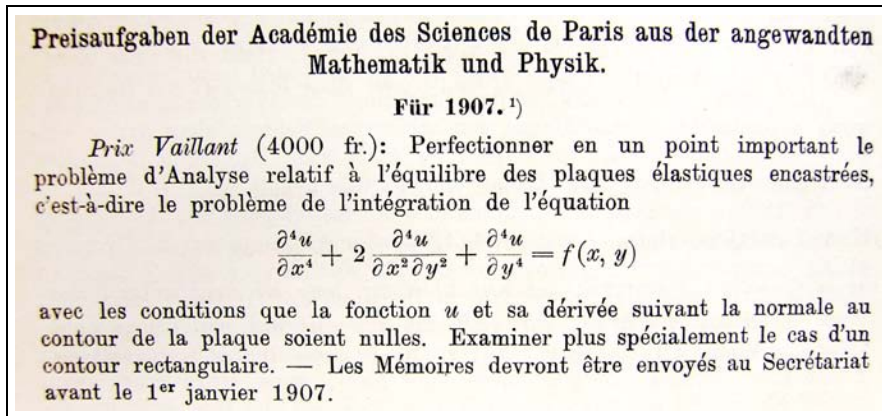 Preisaufgaben der Académie des Sciences de Paris aus der angewandten
Mathematik und Physik.
Für 1907. ¹)
Prix Vaillant (4000 fr.): Perfectionner en un point important le
problème d'Analyse relatif à l'équilibre des plaques élastiques encastrées,
c'est-à-dire le problème de l'intégration de l'équation
∂⁴u/∂x⁴ + 2 ∂⁴u/∂x²∂y² + ∂⁴u/∂y⁴ = f(x, y)
avec les conditions que la fonction u et sa dérivée suivant la normale au
contour de la plaque soient nulles. Examiner plus spécialement le cas d'un
contour rectangulaire. — Les Mémoires devront être envoyés au Secrétariat
avant le 1ᵉʳ janvier 1907.